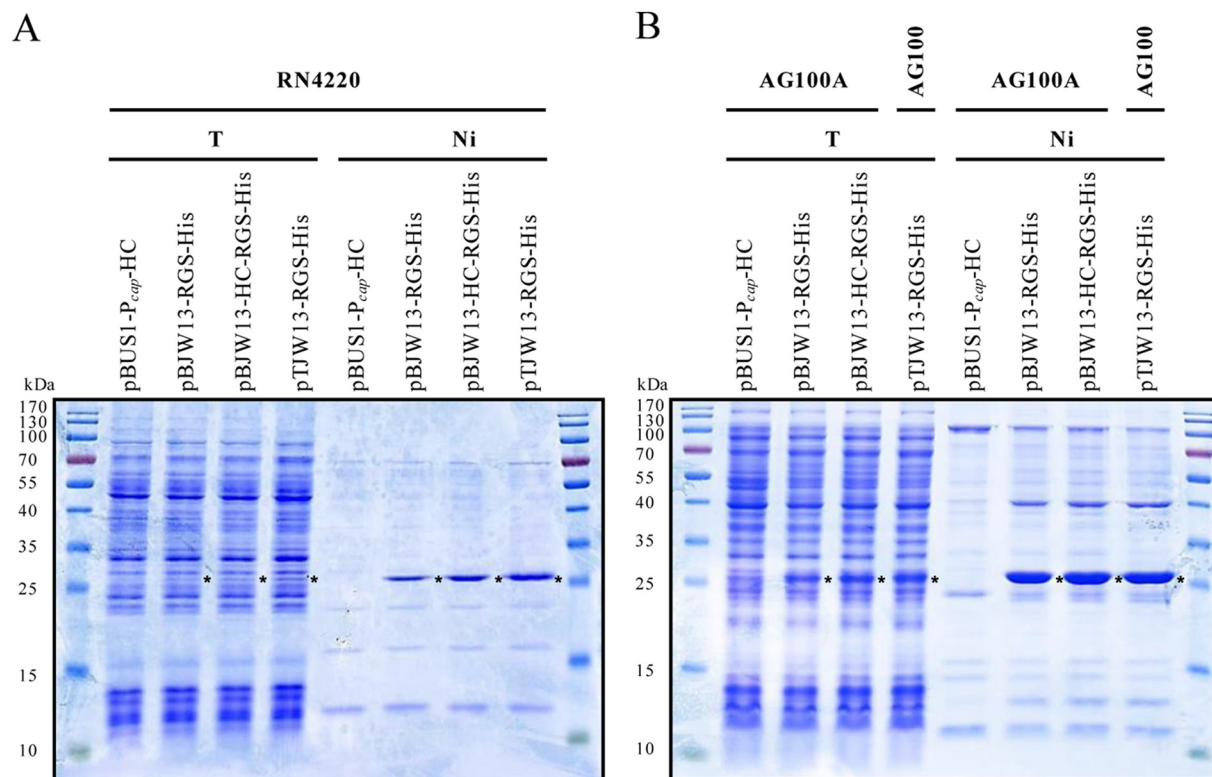 A
RN4220
T
Ni
pBUS1-Pcap-HC
pBJW13-RGS-His
pBJW13-HC-RGS-His
pTJW13-RGS-His
pBUS1-Pcap-HC
pBJW13-RGS-His
pBJW13-HC-RGS-His
pTJW13-RGS-His
kDa
170
130
100
70
55
40
35
25
15
10
* * * * * *
B
AG100A
AG100
AG100A
AG100
T
Ni
pBUS1-Pcap-HC
pBJW13-RGS-His
pBJW13-HC-RGS-His
pTJW13-RGS-His
pBUS1-Pcap-HC
pBJW13-RGS-His
pBJW13-HC-RGS-His
pTJW13-RGS-His
kDa
170
130
100
70
55
40
35
25
15
10
* * * * * *